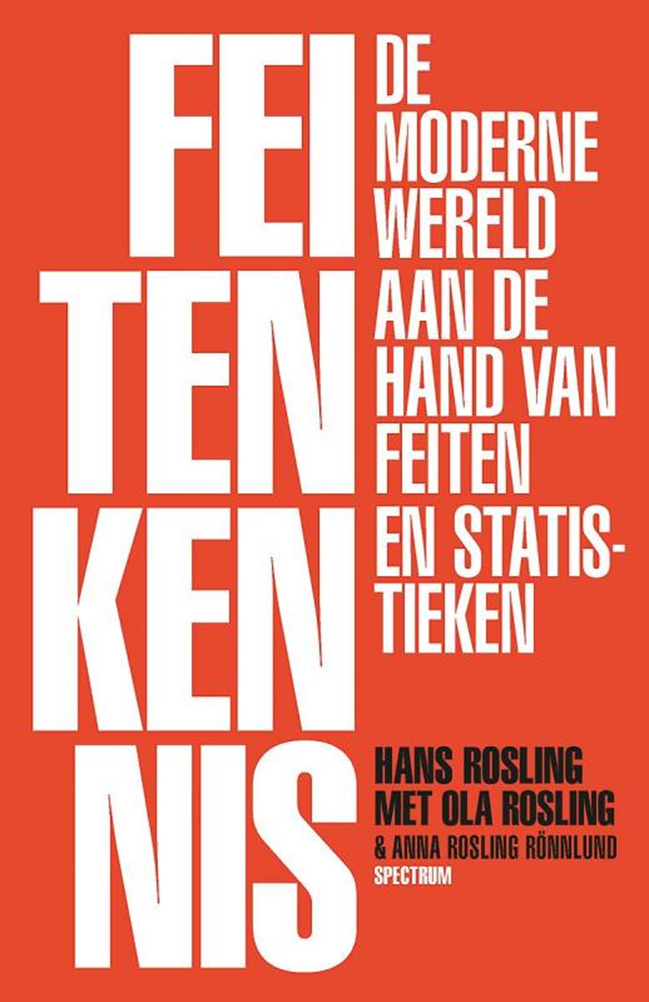 FEI
TEN
KEN
NIS
DE
MODERNE
WERELD
AAN DE
HAND VAN
FEITEN
EN STATIS-
TIEKEN
HANS ROSLING
MET OLA ROSLING
& ANNA ROSLING RÖNNLUND
SPECTRUM